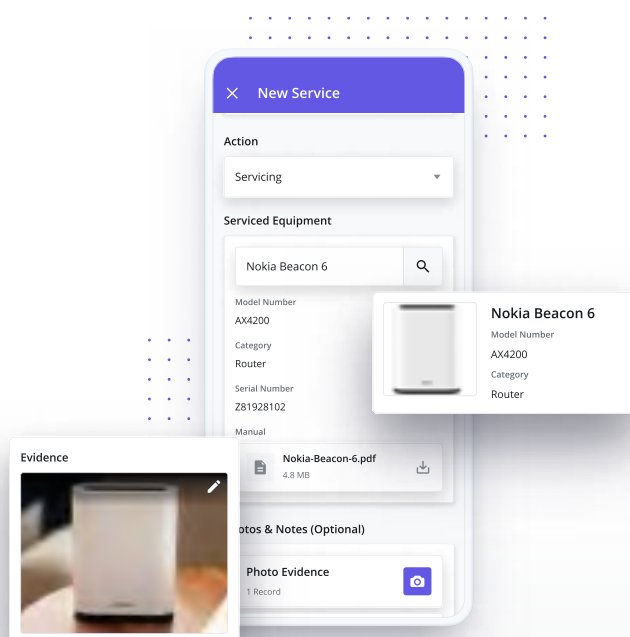 New Service
Action
Servicing
Serviced Equipment
Nokia Beacon 6
Model Number
AX4200
Category
Router
Serial Number
Z81928102
Manual
Nokia-Beacon-6.pdf
4.8 MB
otos & Notes (Optional)
Photo Evidence
1 Record
Nokia Beacon 6
Model Number
AX4200
Category
Router
Evidence